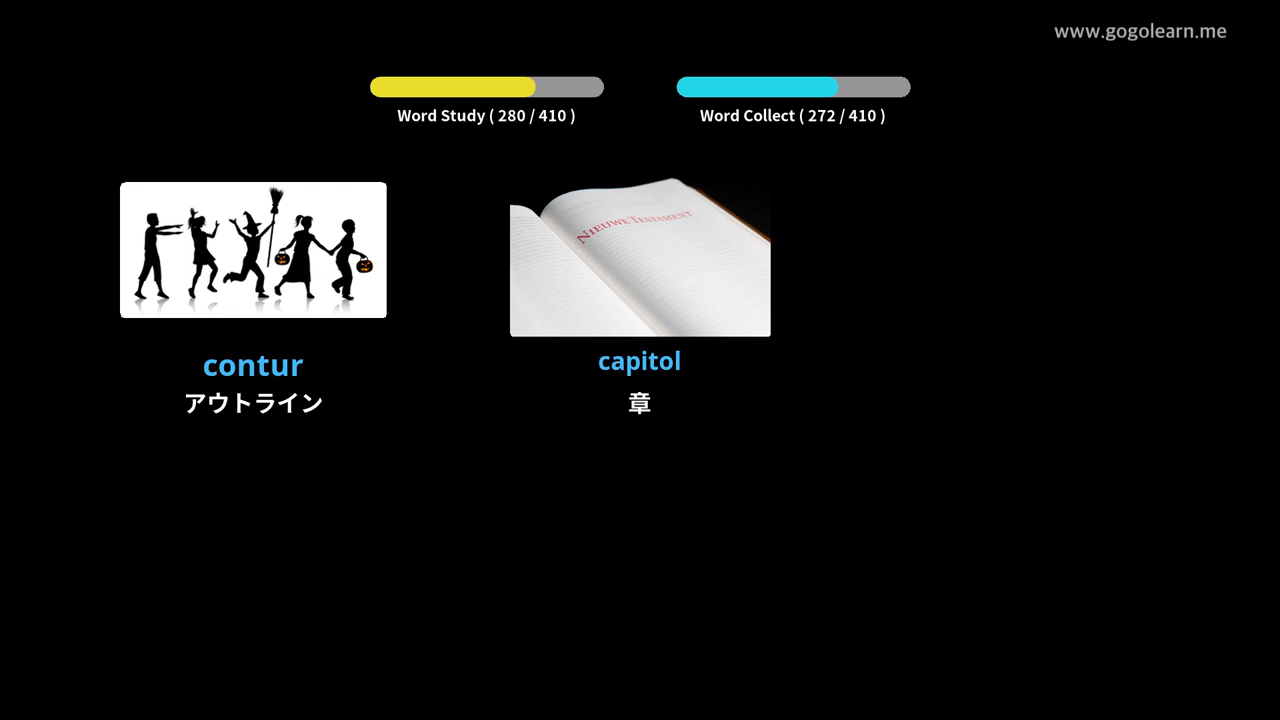 www.gogolearn.me
Word Study ( 280 / 410 )
Word Collect ( 272 / 410 )
NIEUWE TESTAMENT
contur
アウトライン
capitol
章